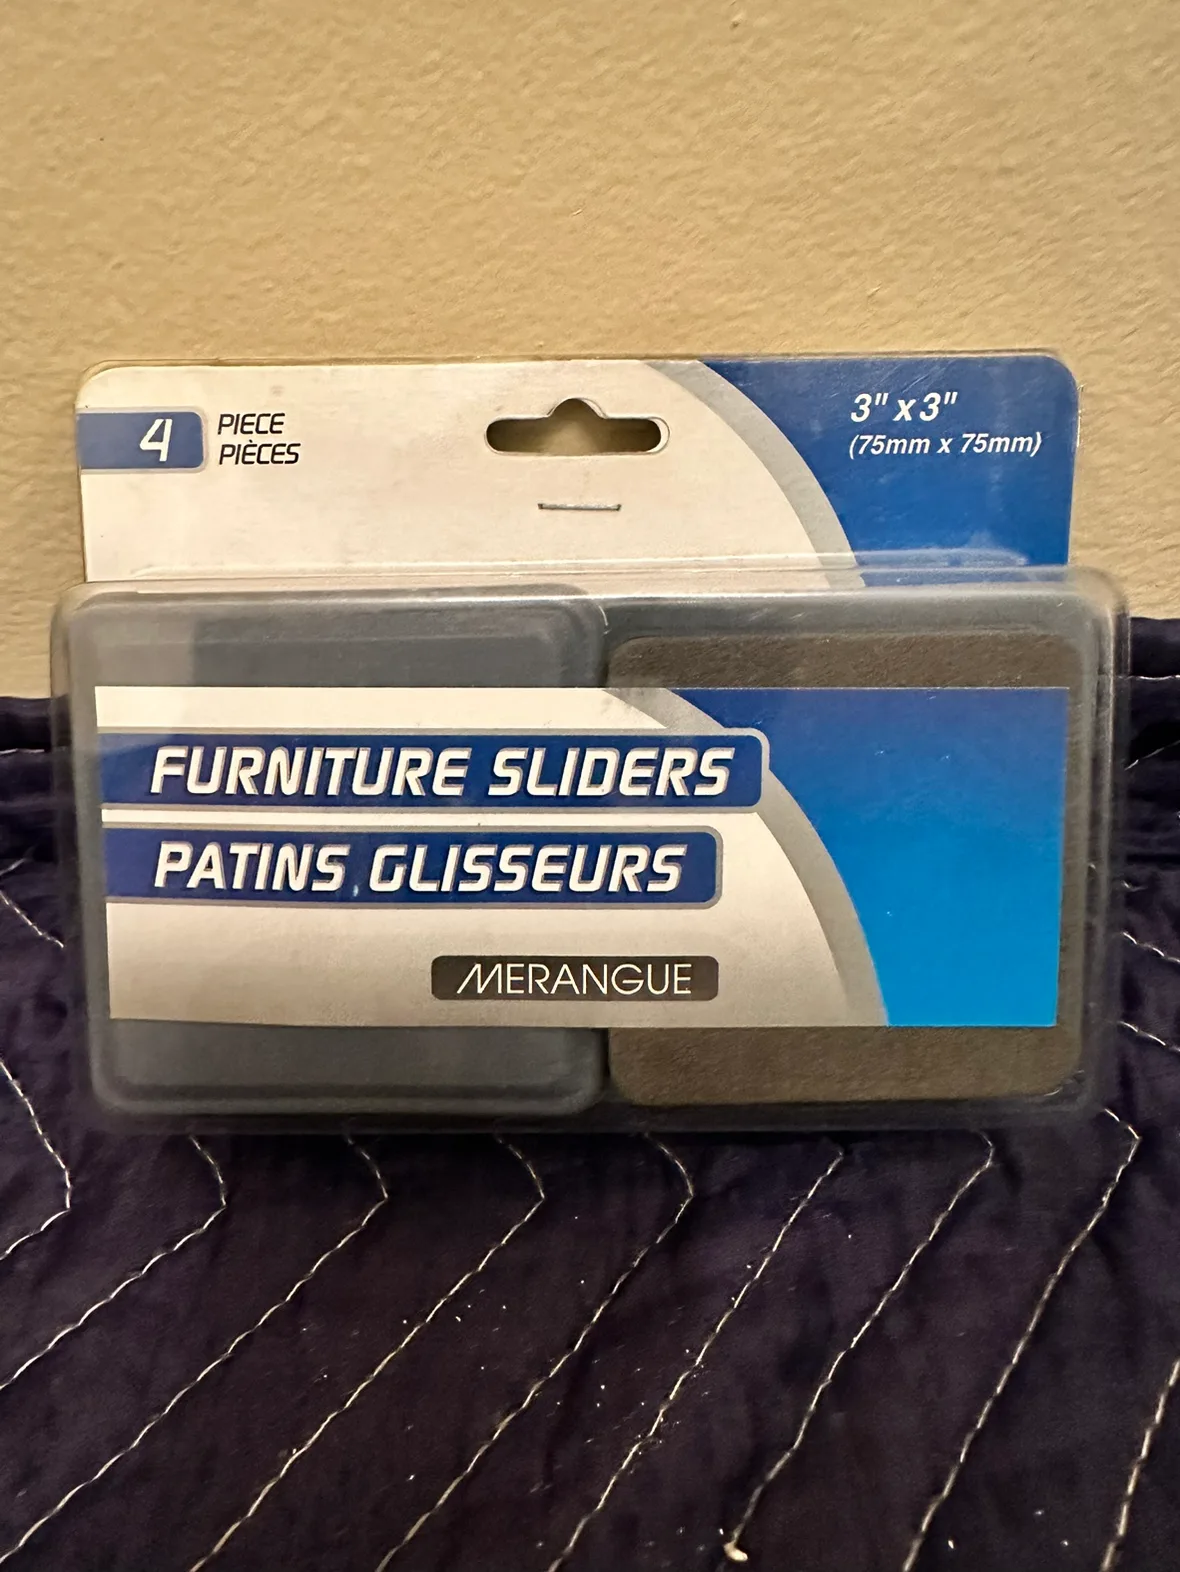 4 PIECE
PIÈCES
3" x 3"
(75mm x 75mm)
FURNITURE SLIDERS
PATINS GLISSEURS
MERANGUE